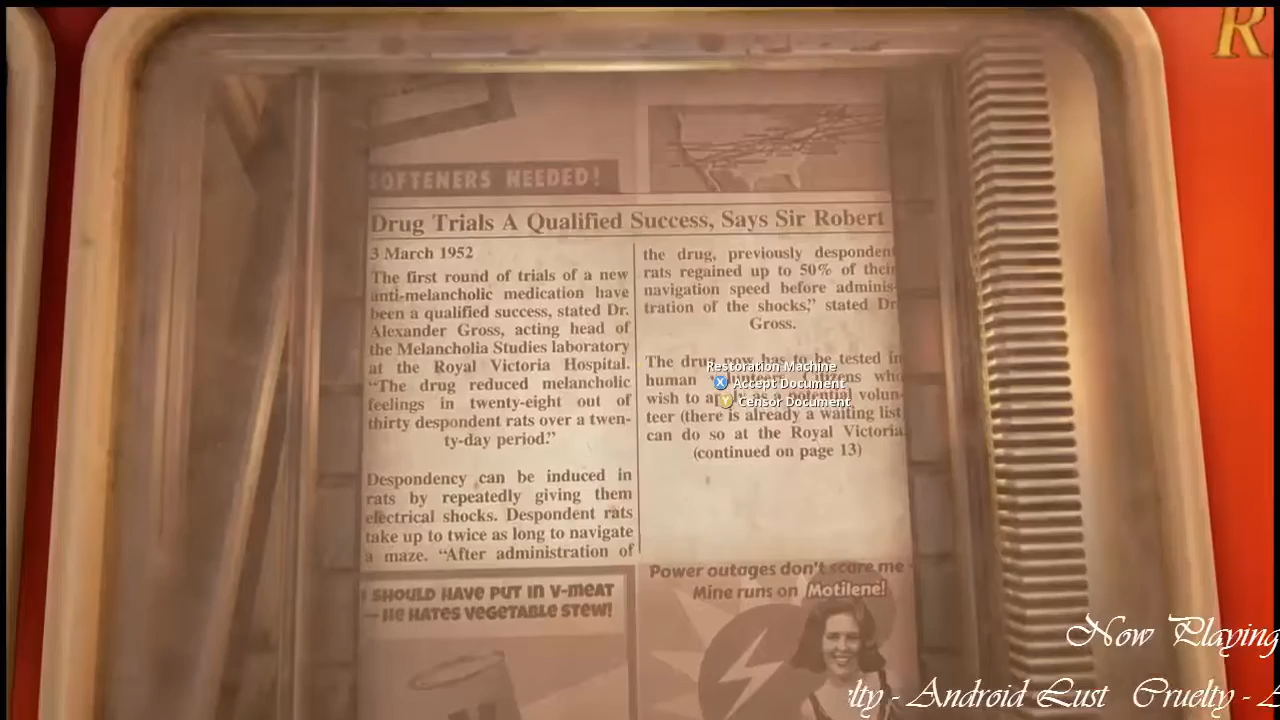 R
SOFTENERS NEEDED!
Drug Trials A Qualified Success, Says Sir Robert
3 March 1952
The first round of trials of a new
anti-melancholic medication have
been a qualified success, stated Dr.
Alexander Gross, acting head of
the Melancholia Studies laboratory
at the Royal Victoria Hospital.
“The drug reduced melancholic
feelings in twenty-eight out of
thirty despondent rats over a twen-
ty-day period.”
Despondency can be induced in
rats by repeatedly giving them
electrical shocks. Despondent rats
take up to twice as long to navigate
a maze. “After administration of
the drug, previously despondent
rats regained up to 50% of their
navigation speed before adminis-
tration of the shocks,” stated Dr.
Gross.
The drug now has to be tested in
human volunteers. Citizens who
wish to as a potential volun-
teer (there is already a waiting list
can do so at the Royal Victoria
(continued on page 13)
Restoration Machine
X Accept Document
Y Censor Document
I SHOULD HAVE PUT IN V-MEAT
— HE HATES VEGETABLE STEW!
Power outages don't scare me -
Mine runs on Motilene!
Now Playing
lty - Android Lust Cruelty - A